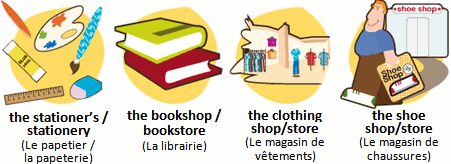 shoe shop
Shoe
Shop
the stationer's /
stationery
(Le papetier /
la papeterie)
the bookshop /
bookstore
(La librairie)
the clothing
shop/store
(Le magasin de
vêtements)
the shoe
shop/store
(Le magasin de
chaussures)